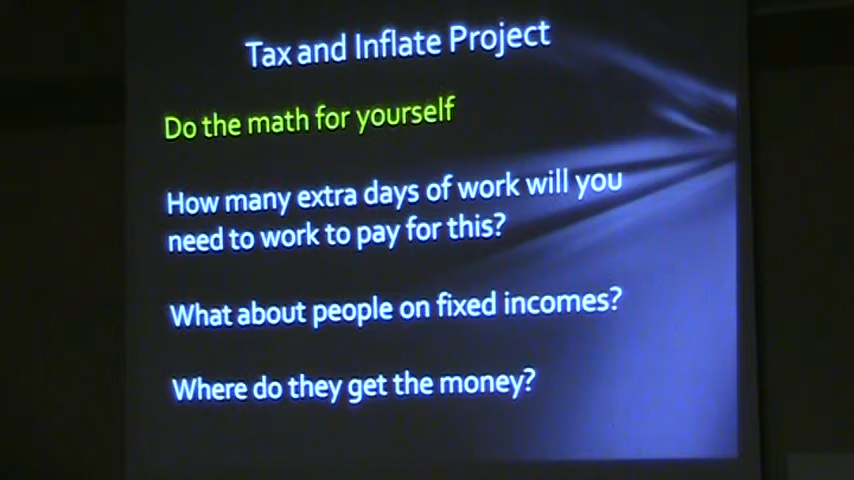 Tax and Inflate Project
Do the math for yourself
How many extra days of work will you
need to work to pay for this?
What about people on fixed incomes?
Where do they get the money?